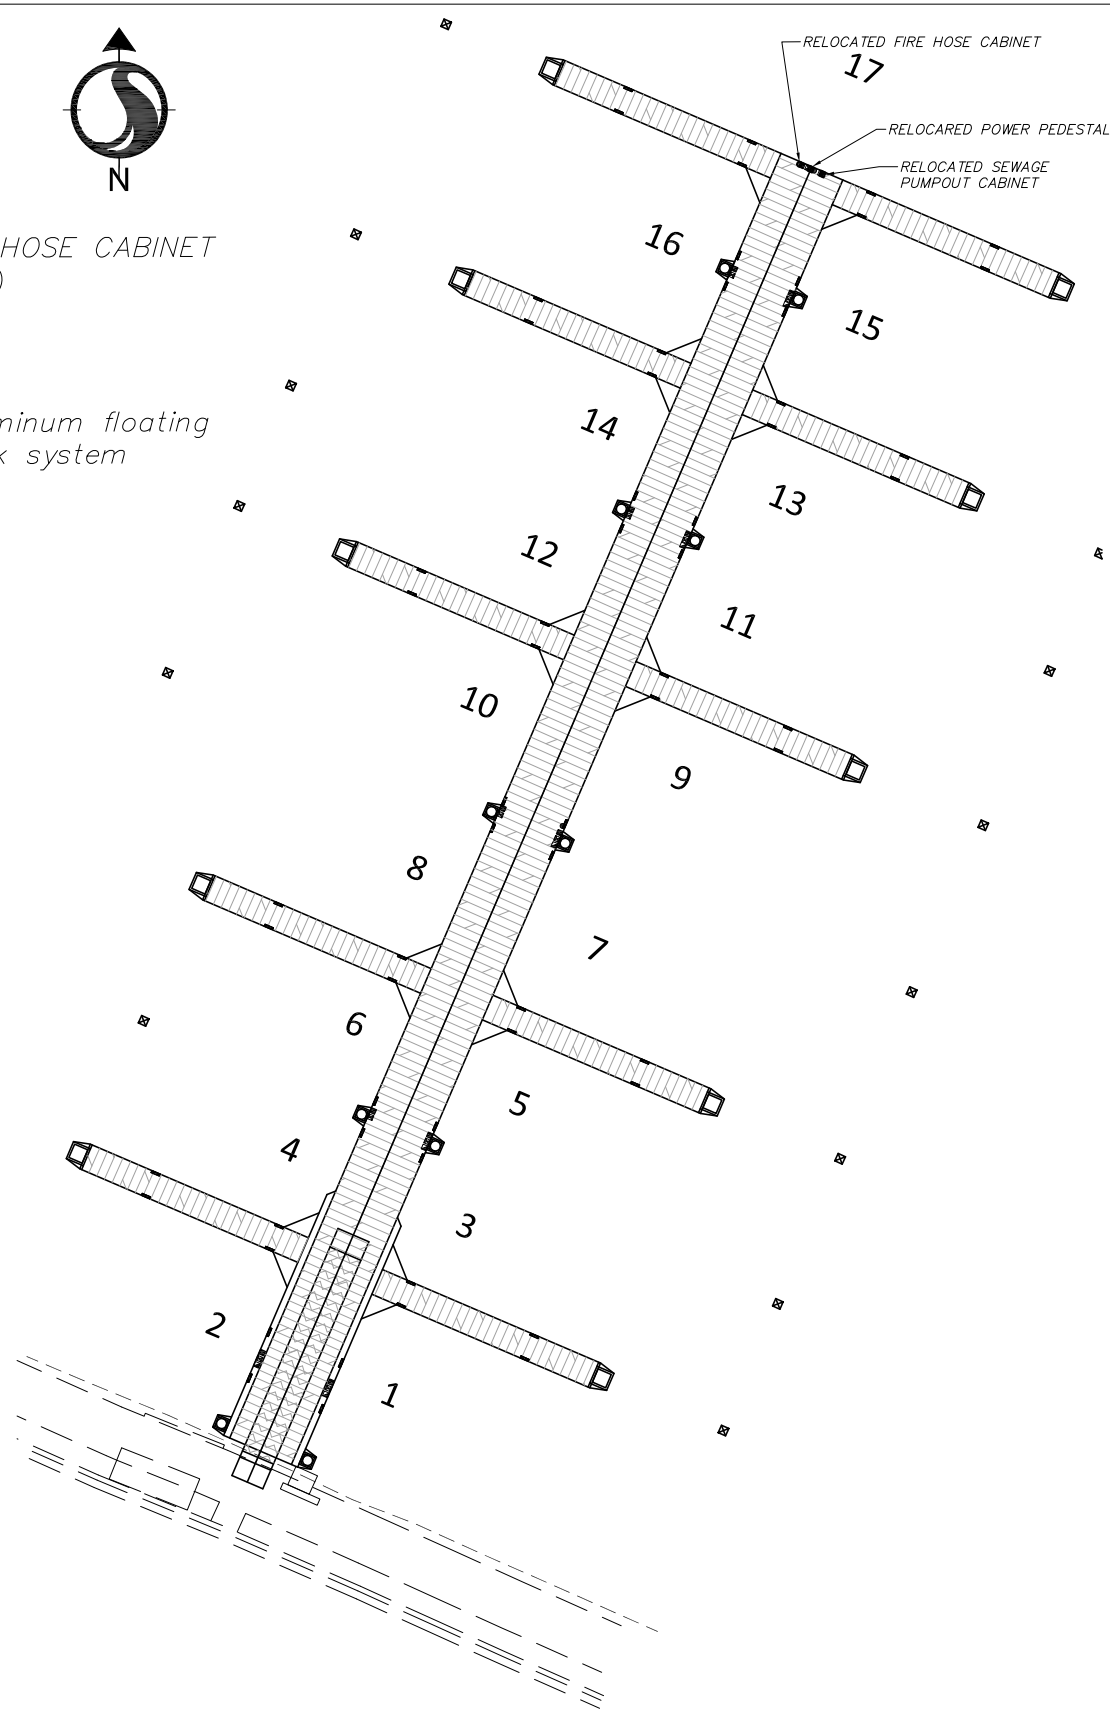 RELOCATED FIRE HOSE CABINET
17
RELOCARED POWER PEDESTAL
RELOCATED SEWAGE
PUMPOUT CABINET
N
HOSE CABINET
)
16
15
14
minum floating
k system
13
12
11
10
9
8
7
6
5
4
3
2
1